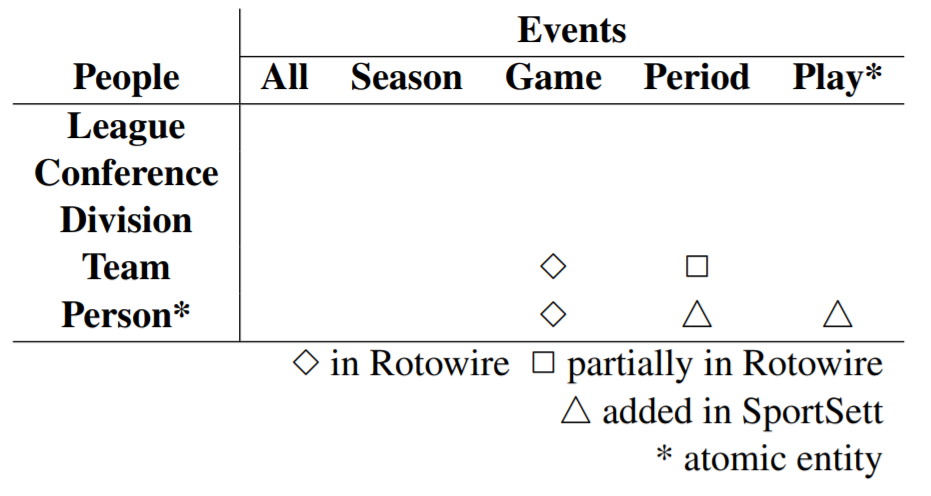 Events
People All Season Game Period Play*
League
Conference
Division
Team ◇ □
Person* ◇ △ △
◇ in Rotowire □ partially in Rotowire
△ added in SportSett
* atomic entity